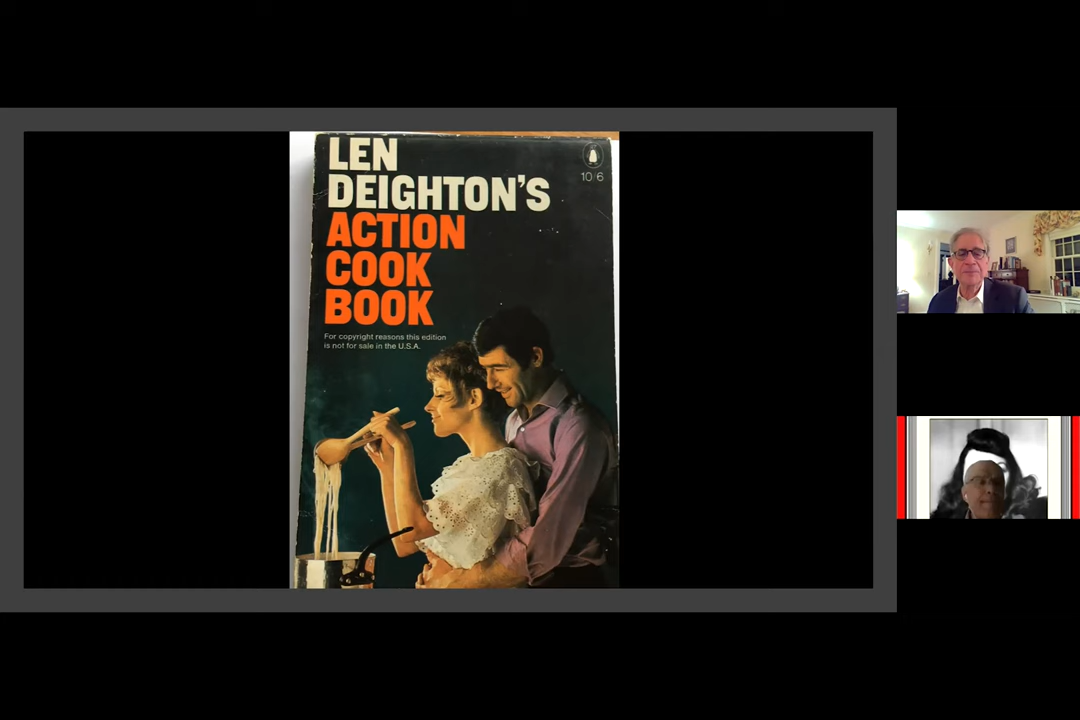 LEN
DEIGHTON'S
ACTION
COOK
BOOK
10/6
For copyright reasons this edition
is not for sale in the U.S.A.